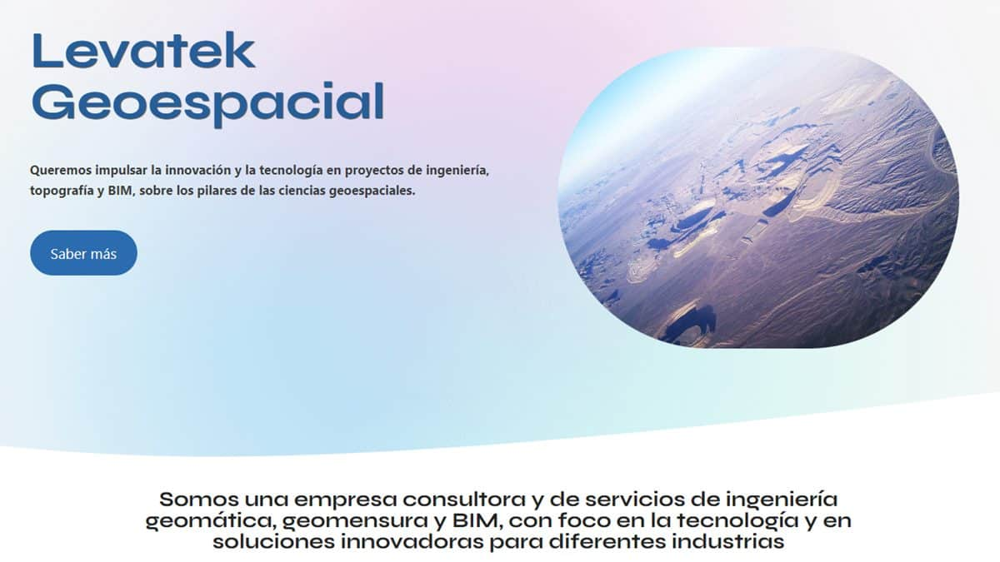 Levatek
Geoespacial
Queremos impulsar la innovación y la tecnología en proyectos de ingeniería,
topografía y BIM, sobre los pilares de las ciencias geoespaciales.
Saber más
Somos una empresa consultora y de servicios de ingeniería
geomática, geomensura y BIM, con foco en la tecnología y en
soluciones innovadoras para diferentes industrias